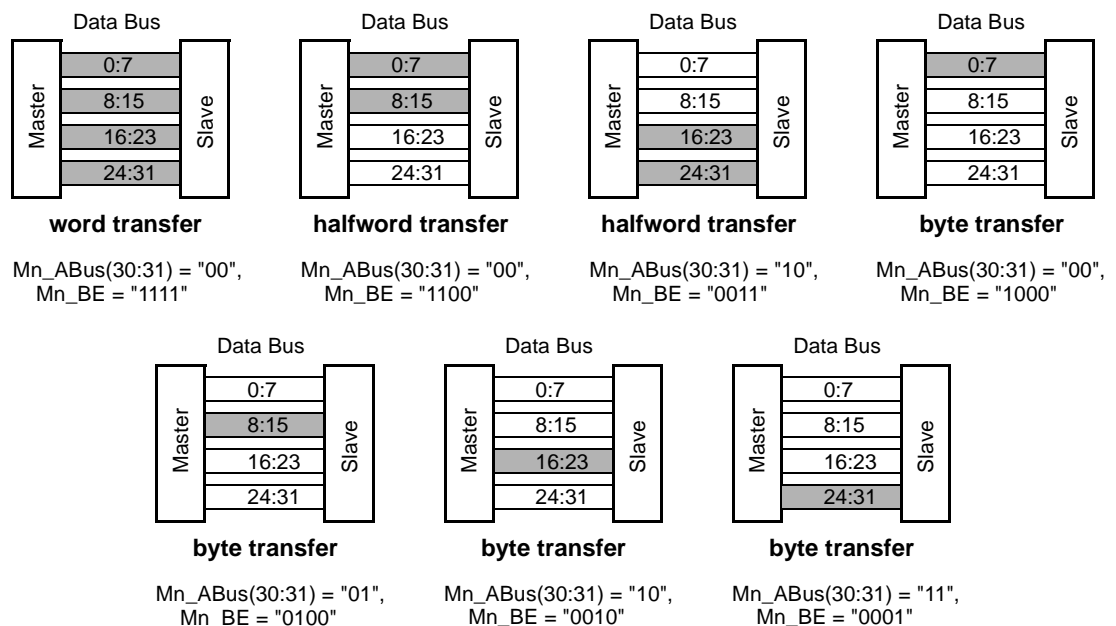 Data Bus
Data Bus
Data Bus
Data Bus
Master
0:7
8:15
16:23
24:31
Slave
Master
0:7
8:15
16:23
24:31
Slave
Master
0:7
8:15
16:23
24:31
Slave
Master
0:7
8:15
16:23
24:31
Slave
word transfer
halfword transfer
halfword transfer
byte transfer
Mn_ABus(30:31) = "00",
Mn_BE = "1111"
Mn_ABus(30:31) = "00",
Mn_BE = "1100"
Mn_ABus(30:31) = "10",
Mn_BE = "0011"
Mn_ABus(30:31) = "00",
Mn_BE = "1000"
Data Bus
Data Bus
Data Bus
Master
0:7
8:15
16:23
24:31
Slave
Master
0:7
8:15
16:23
24:31
Slave
Master
0:7
8:15
16:23
24:31
Slave
byte transfer
byte transfer
byte transfer
Mn_ABus(30:31) = "01",
Mn_BE = "0100"
Mn_ABus(30:31) = "10",
Mn_BE = "0010"
Mn_ABus(30:31) = "11",
Mn_BE = "0001"